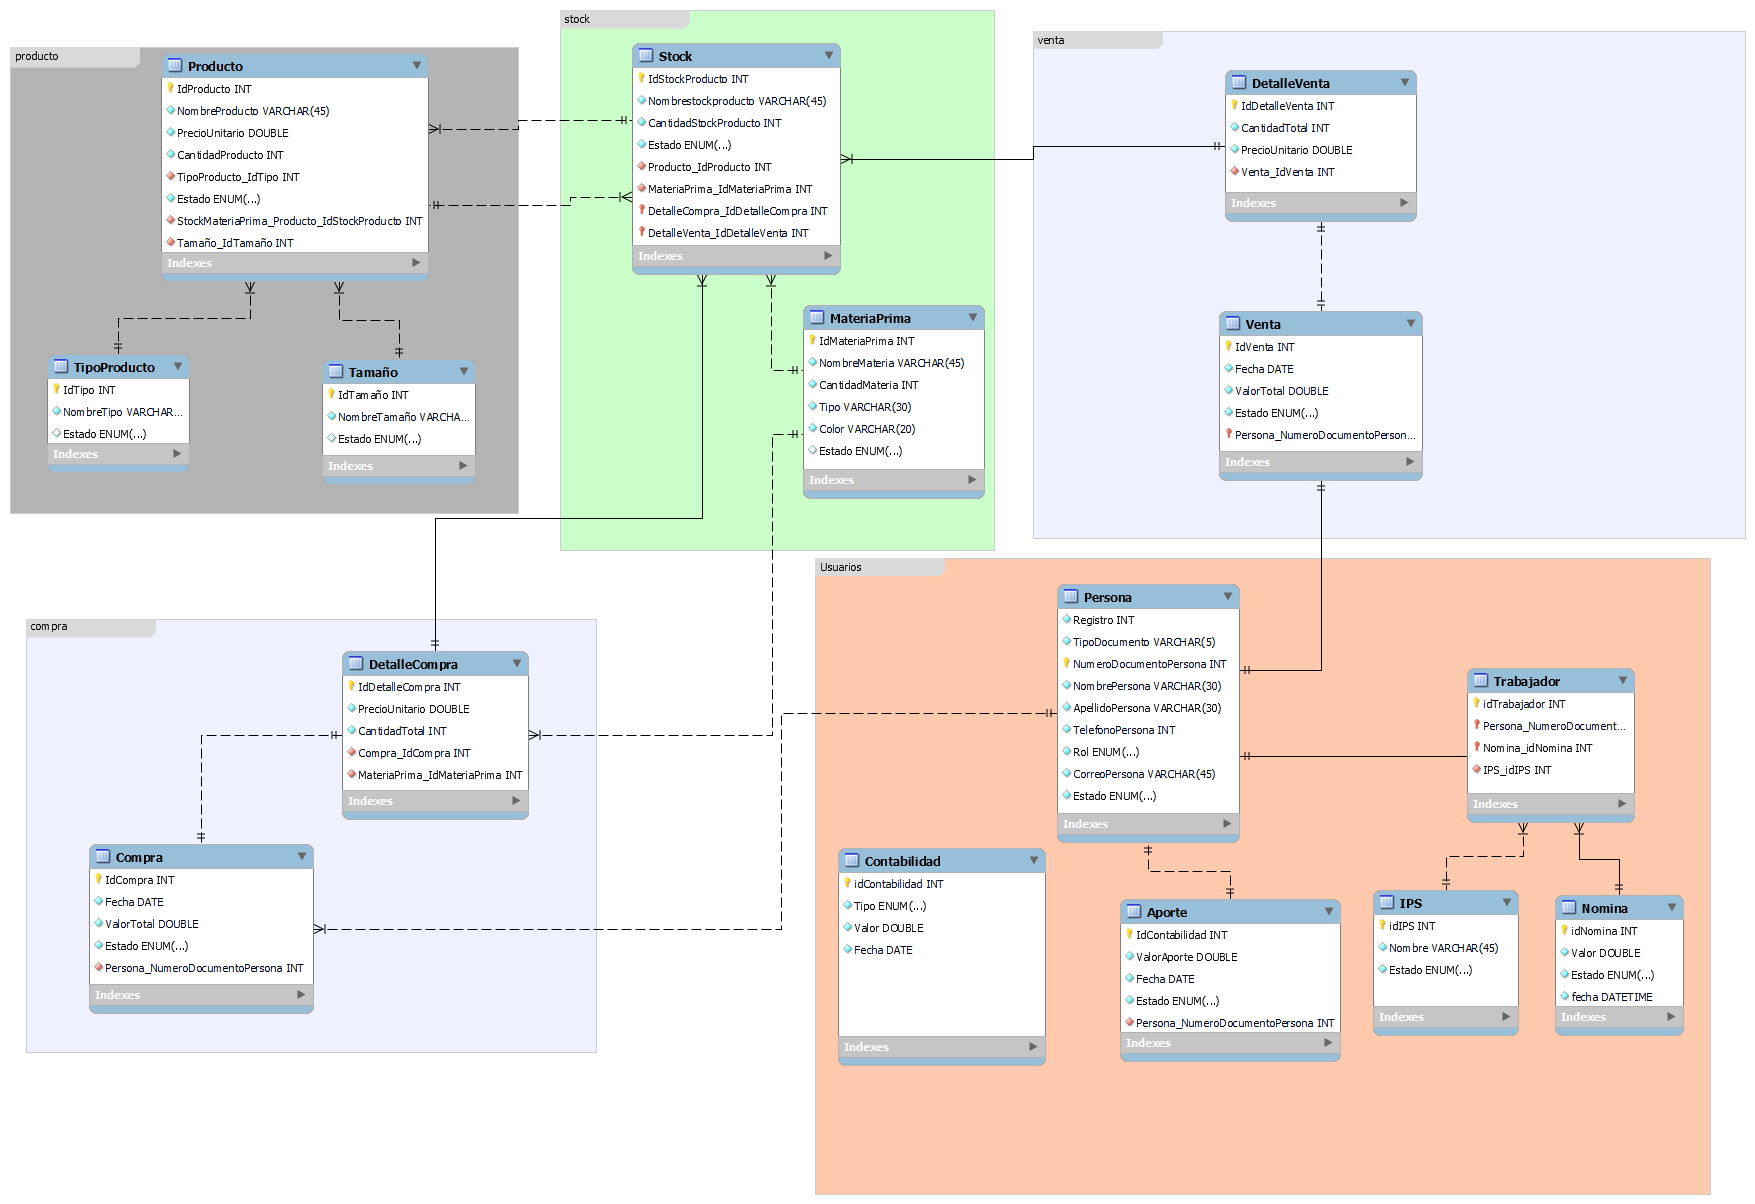 producto
Producto
IdProducto INT
NombreProducto VARCHAR(45)
PrecioUnitario DOUBLE
CantidadProducto INT
TipoProducto_IdTipo INT
Estado ENUM(...)
StockMateriaPrima_Producto_IdStockProducto INT
Tamaño_IdTamaño INT
Indexes
TipoProducto
IdTipo INT
NombreTipo VARCHAR...
Estado ENUM(...)
Indexes
Tamaño
IdTamaño INT
NombreTamaño VARCHA...
Estado ENUM(...)
Indexes
stock
Stock
IdStockProducto INT
Nombrestockproducto VARCHAR(45)
CantidadStockProducto INT
Estado ENUM(...)
Producto_IdProducto INT
MateriaPrima_IdMateriaPrima INT
DetalleCompra_IdDetalleCompra INT
DetalleVenta_IdDetalleVenta INT
Indexes
MateriaPrima
IdMateriaPrima INT
NombreMateria VARCHAR(45)
CantidadMateria INT
Tipo VARCHAR(30)
Color VARCHAR(20)
Estado ENUM(...)
Indexes
venta
DetalleVenta
IdDetalleVenta INT
CantidadTotal INT
PrecioUnitario DOUBLE
Venta_IdVenta INT
Indexes
Venta
IdVenta INT
Fecha DATE
ValorTotal DOUBLE
Estado ENUM(...)
Persona_NumeroDocumentoPerson...
Indexes
compra
DetalleCompra
IdDetalleCompra INT
PrecioUnitario DOUBLE
CantidadTotal INT
Compra_IdCompra INT
MateriaPrima_IdMateriaPrima INT
Indexes
Compra
IdCompra INT
Fecha DATE
ValorTotal DOUBLE
Estado ENUM(...)
Persona_NumeroDocumentoPersona INT
Indexes
Usuarios
Persona
Registro INT
TipoDocumento VARCHAR(5)
NumeroDocumentoPersona INT
NombrePersona VARCHAR(30)
ApellidoPersona VARCHAR(30)
TelefonoPersona INT
Rol ENUM(...)
CorreoPersona VARCHAR(45)
Estado ENUM(...)
Indexes
Trabajador
idTrabajador INT
Persona_NumeroDocument...
Nomina_idNomina INT
IPS_idIPS INT
Indexes
Contabilidad
idContabilidad INT
Tipo ENUM(...)
Valor DOUBLE
Fecha DATE
Indexes
Aporte
IdContabilidad INT
ValorAporte DOUBLE
Fecha DATE
Estado ENUM(...)
Persona_NumeroDocumentoPersona INT
Indexes
IPS
idIPS INT
Nombre VARCHAR(45)
Estado ENUM(...)
Indexes
Nomina
idNomina INT
Valor DOUBLE
Estado ENUM(...)
fecha DATETIME
Indexes